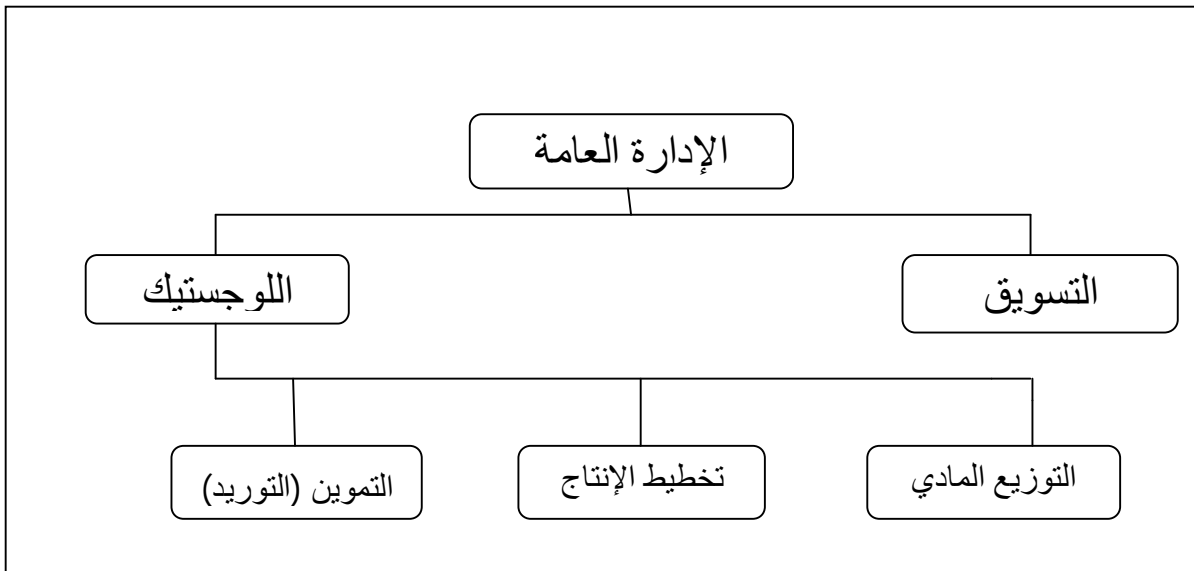 الإدارة العامة
التسويق
اللوجستيك
التوزيع المادي
تخطيط الإنتاج
التموين (التوريد)